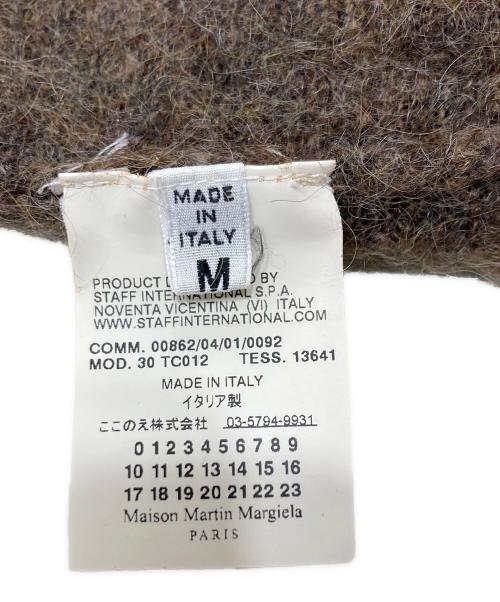 MADE
IN
ITALY
M
PRODUCT D D BY
STAFF INTERNATIONAL S.P.A.
NOVENTA VICENTINA (VI) ITALY
WWW.STAFFINTERNATIONAL.COM
COMM. 00862/04/01/0092
MOD. 30 TC012 TESS. 13641
MADE IN ITALY
イタリア製
ここのえ株式会社 03-5794-9931
0 1 2 3 4 5 6 7 8 9
10 11 12 13 14 15 16
17 18 19 20 21 22 23
Maison Martin Margiela
PARIS